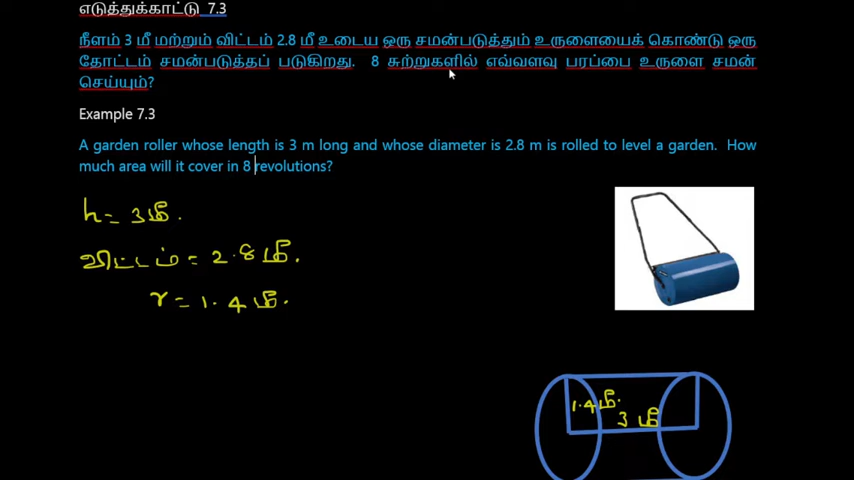 எடுத்துக்காட்டு 7.3
நீளம் 3 மீ மற்றும் விட்டம் 2.8 மீ உடைய ஒரு சமன்படுத்தும் உருளையைக் கொண்டு ஒரு
தோட்டம் சமன்படுத்தப் படுகிறது. 8 சுற்றுகளில் எவ்வளவு பரப்பை உருளை சமன்
செய்யும்?
Example 7.3
A garden roller whose length is 3 m long and whose diameter is 2.8 m is rolled to level a garden. How
much area will it cover in 8 revolutions?
h = 3மீ.
விட்டம் = 2.8 மீ.
r = 1.4 மீ.
1.4மீ.
3 மீ